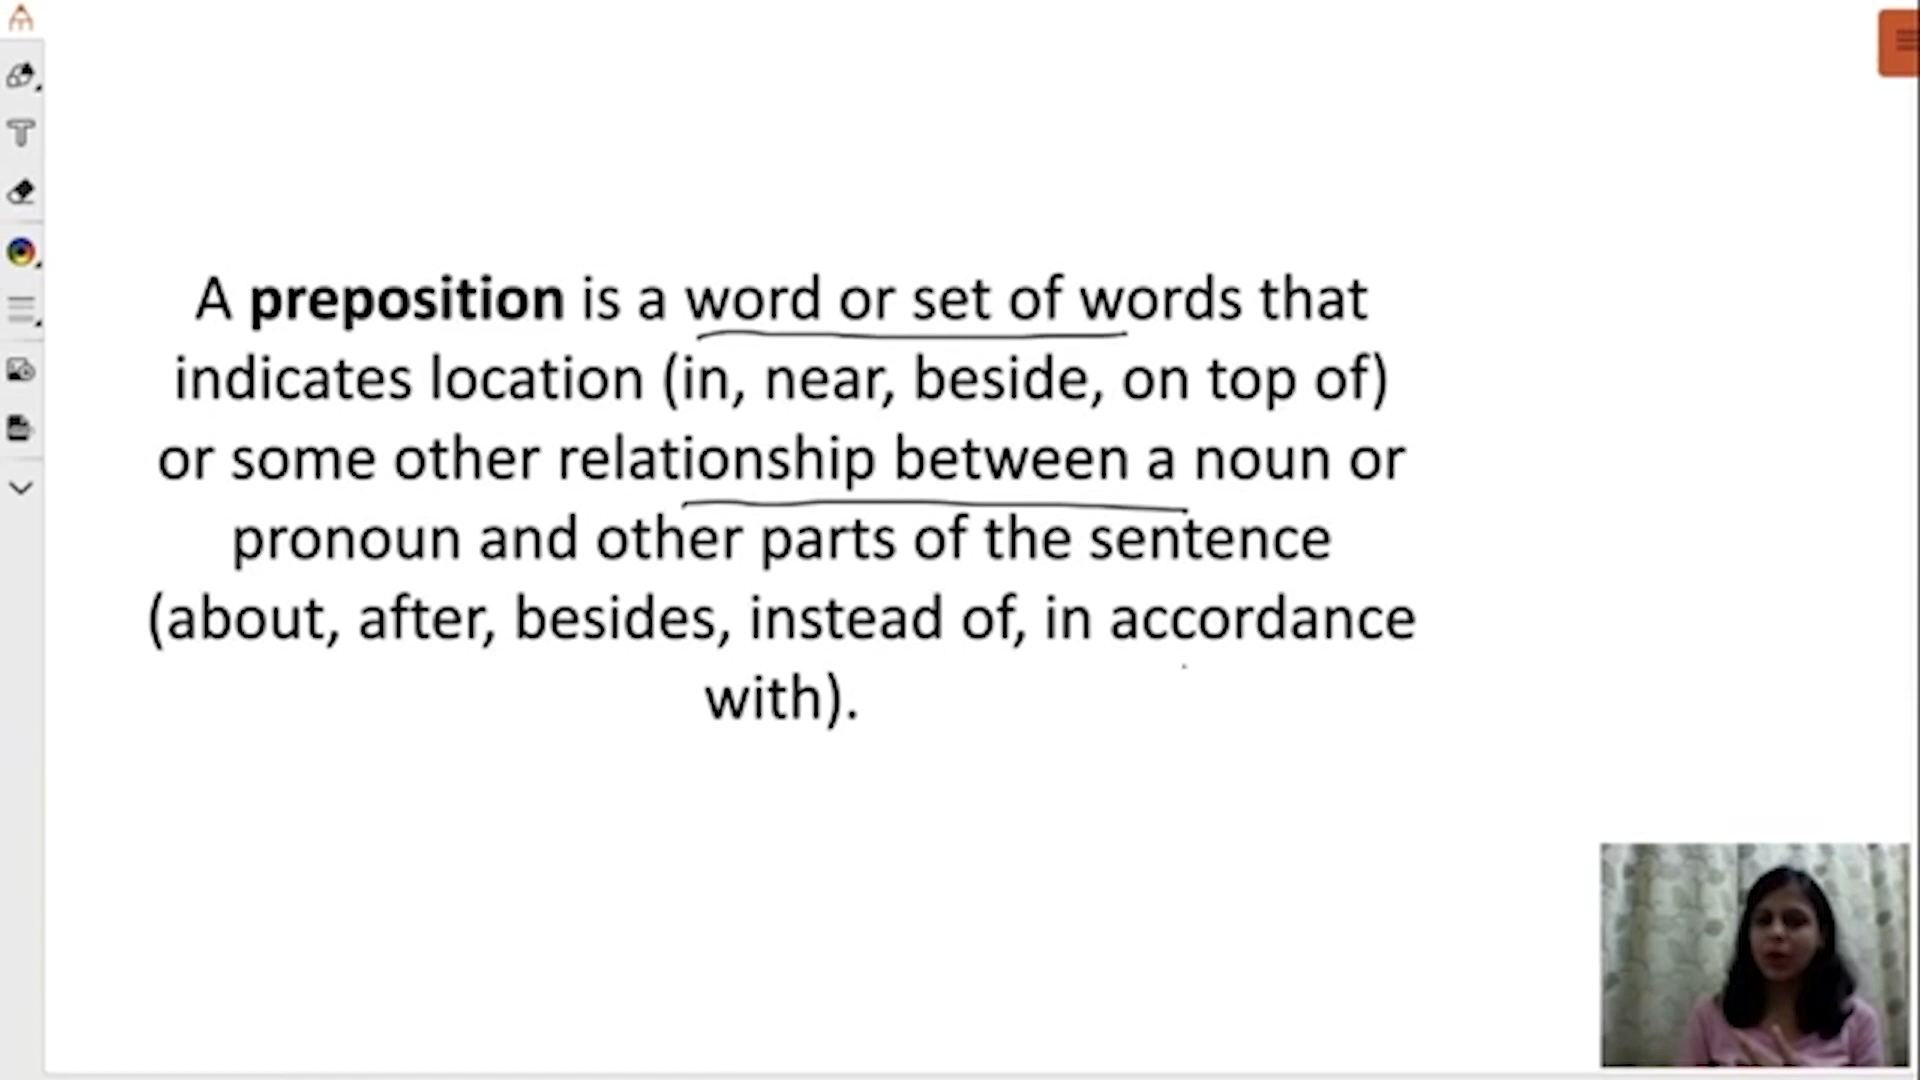 A preposition is a word or set of words that
indicates location (in, near, beside, on top of)
or some other relationship between a noun or
pronoun and other parts of the sentence
(about, after, besides, instead of, in accordance
with).